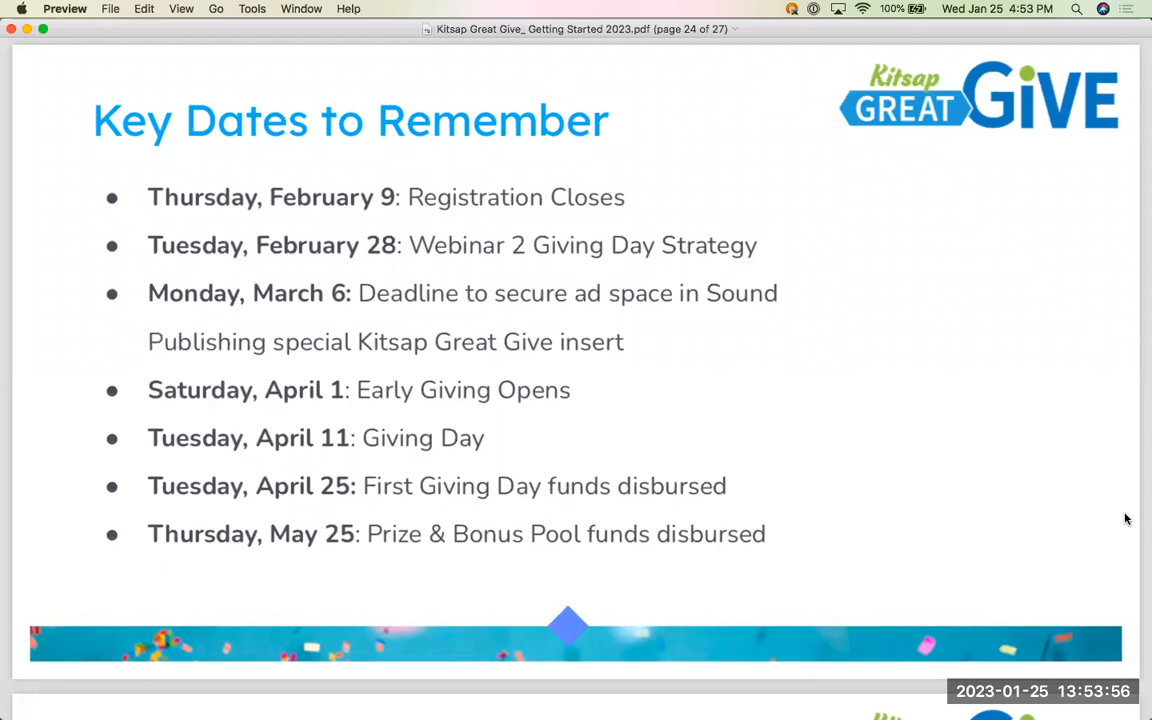 Preview File Edit View Go Tools Window Help 100% Wed Jan 25 4:53 PM
Kitsap Great Give_ Getting Started 2023.pdf (page 24 of 27)
Kitsap
GREAT GiVE
Key Dates to Remember
● Thursday, February 9: Registration Closes
● Tuesday, February 28: Webinar 2 Giving Day Strategy
● Monday, March 6: Deadline to secure ad space in Sound
Publishing special Kitsap Great Give insert
● Saturday, April 1: Early Giving Opens
● Tuesday, April 11: Giving Day
● Tuesday, April 25: First Giving Day funds disbursed
● Thursday, May 25: Prize & Bonus Pool funds disbursed
2023-01-25 13:53:56